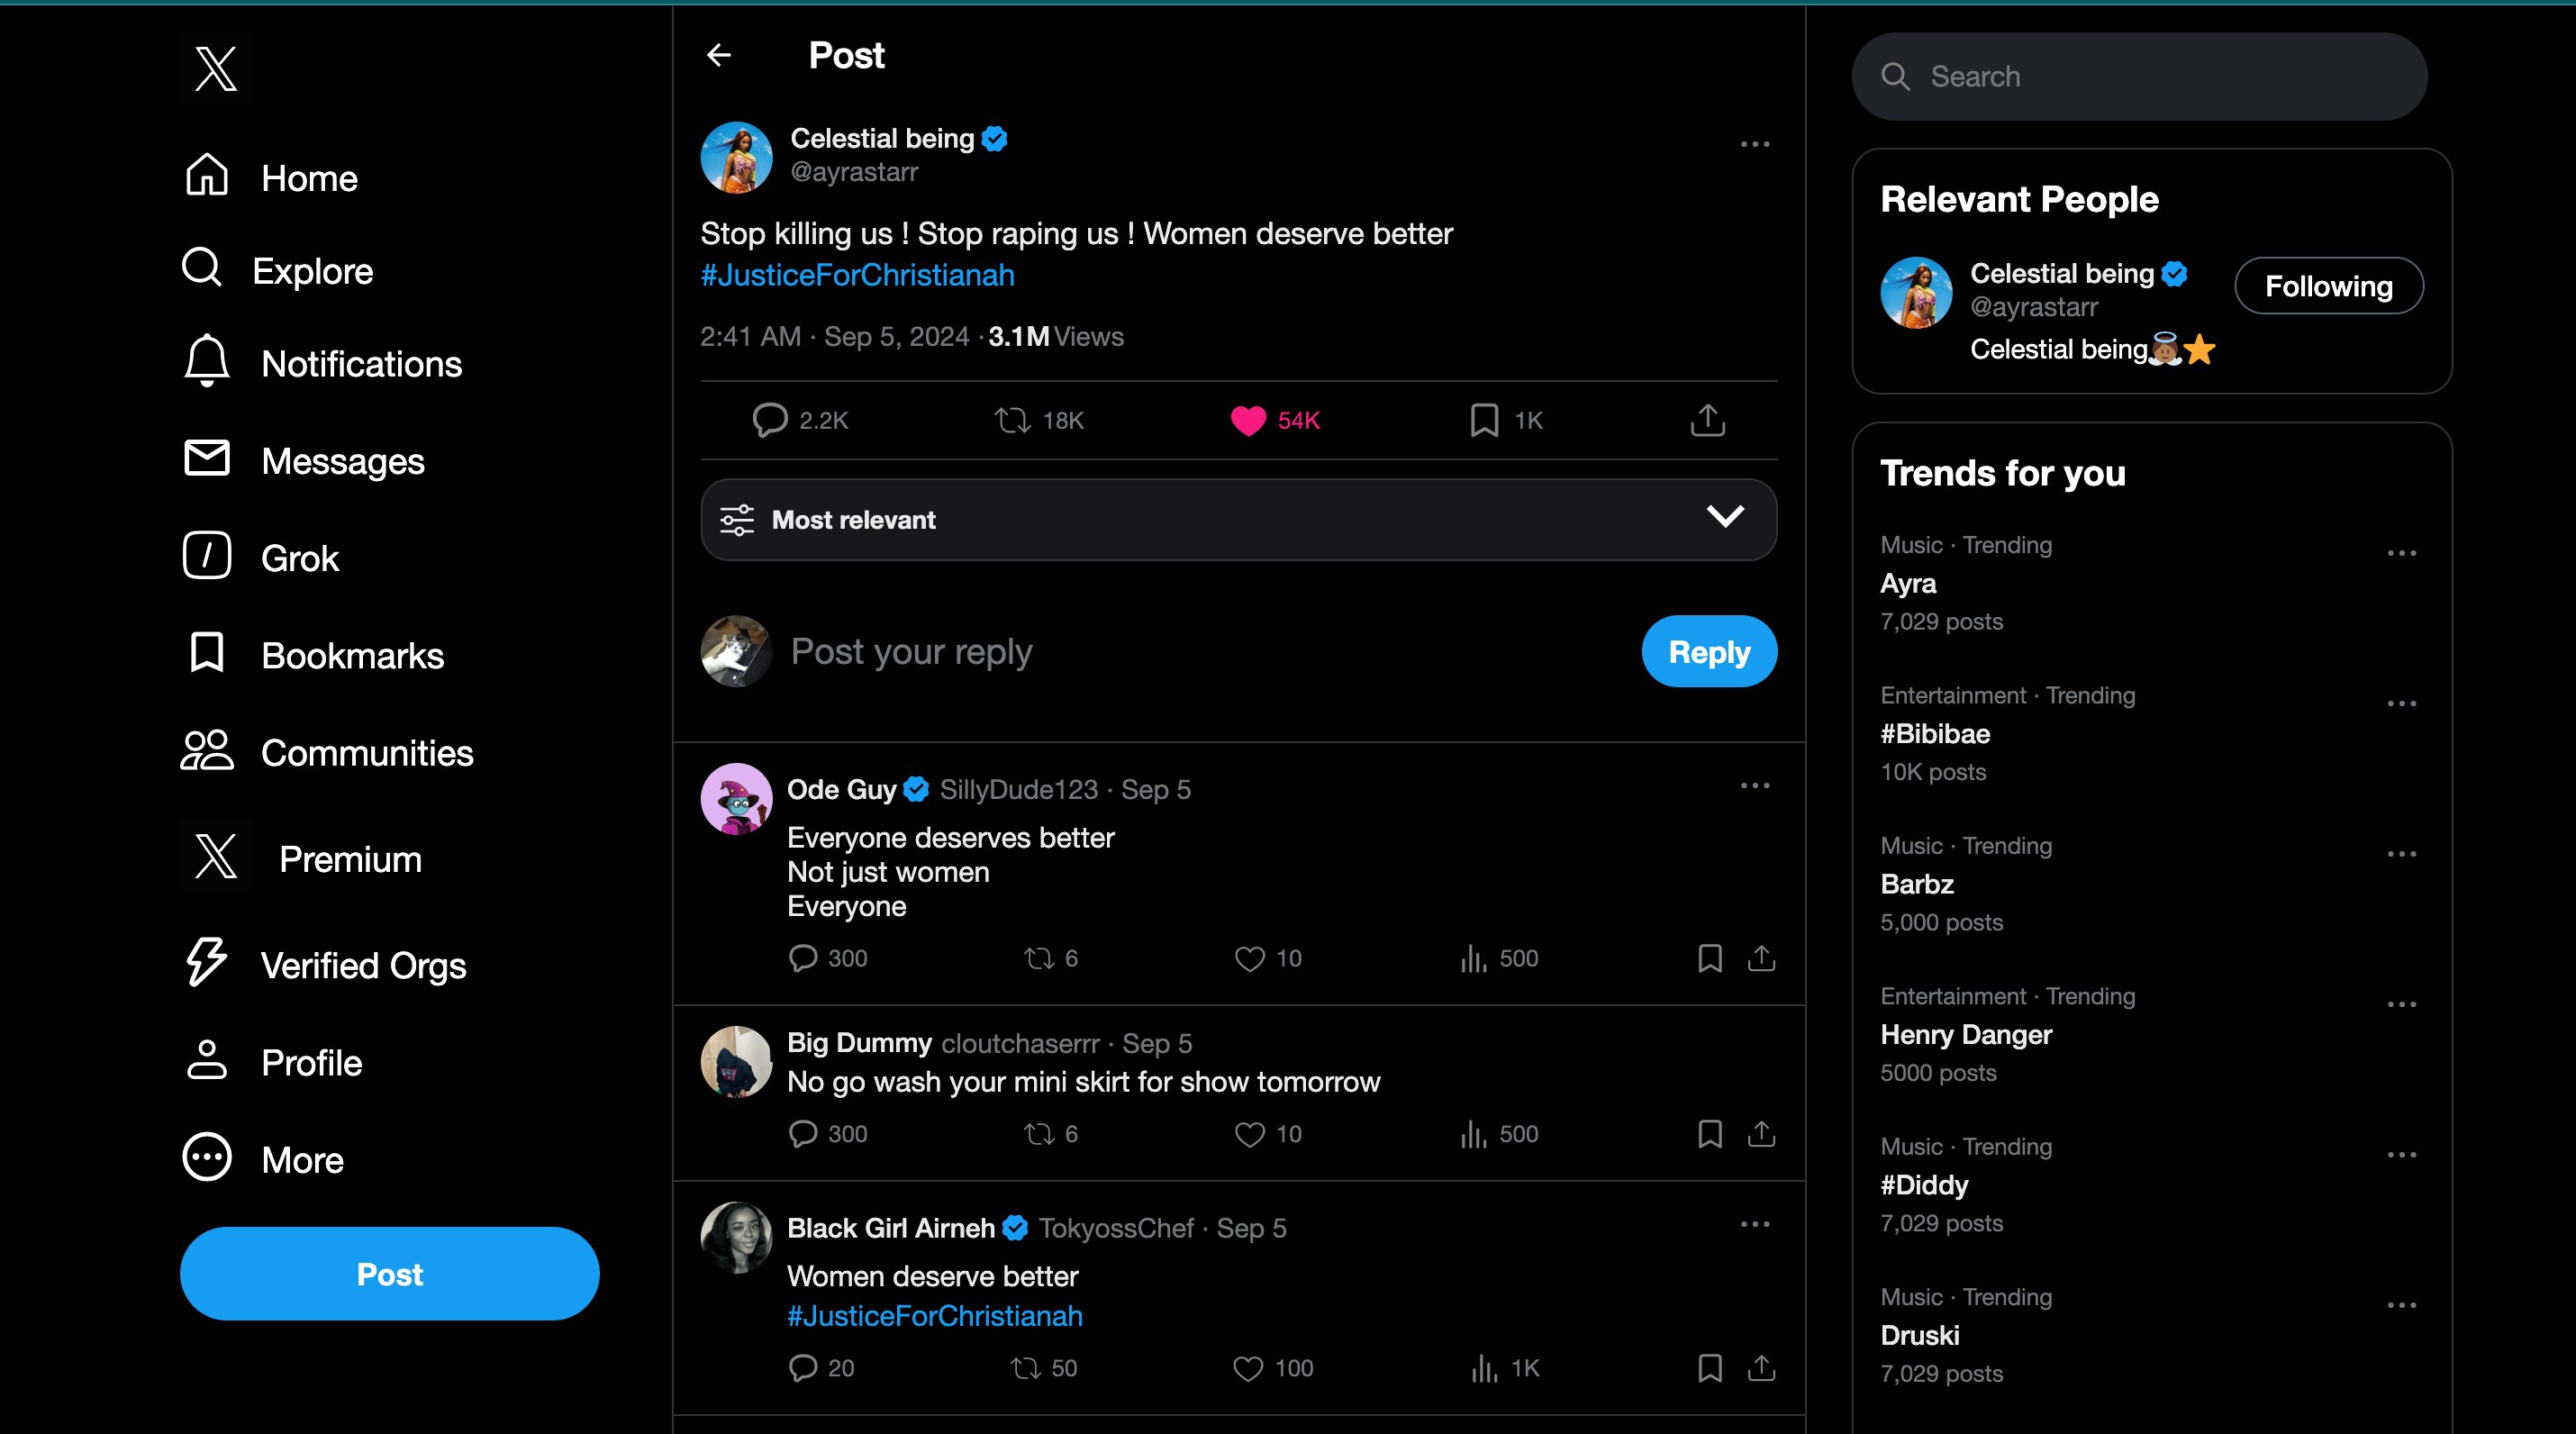 Home
Explore
Notifications
Messages
Grok
Bookmarks
Communities
Premium
Verified Orgs
Profile
More
Post
Post
Celestial being
@ayrastarr
Stop killing us ! Stop raping us ! Women deserve better
#JusticeForChristianah
2:41 AM · Sep 5, 2024 · 3.1M Views
2.2K 18K 54K 1K
Most relevant
Post your reply
Reply
Ode Guy SillyDude123 · Sep 5
Everyone deserves better
Not just women
Everyone
300 6 10 500
Big Dummy cloutchaserrr · Sep 5
No go wash your mini skirt for show tomorrow
300 6 10 500
Black Girl Airneh TokyossChef · Sep 5
Women deserve better
#JusticeForChristianah
20 50 100 1K
Search
Relevant People
Celestial being
@ayrastarr
Following
Celestial being👼🏽⭐
Trends for you
Music · Trending
Ayra
7,029 posts
Entertainment · Trending
#Bibibae
10K posts
Music · Trending
Barbz
5,000 posts
Entertainment · Trending
Henry Danger
5000 posts
Music · Trending
#Diddy
7,029 posts
Music · Trending
Druski
7,029 posts